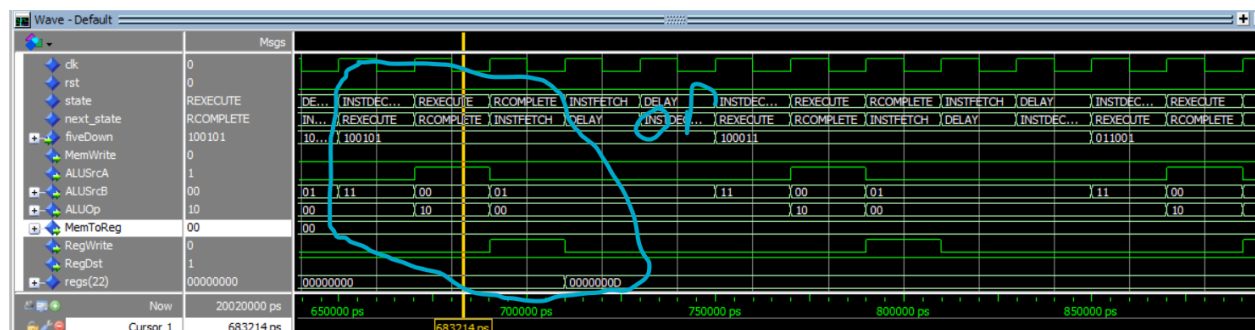 Wave - Default
Msgs
clk 0
rst 0
state REXECUTE DE... INSTDEC... REXECUTE RCOMPLETE INSTFETCH DELAY INSTDEC... REXECUTE RCOMPLETE INSTFETCH DELAY INSTDEC... REXECUTE
next_state RCOMPLETE IN... REXECUTE RCOMPLETE INSTFETCH DELAY INSTDEC... REXECUTE RCOMPLETE INSTFETCH DELAY INSTDEC... REXECUTE RCOMPLETE
fiveDown 100101 10... 100101 100011 011001
MemWrite 0
ALUSrcA 1
ALUSrcB 00 01 11 00 01 11 00 01 11 00
ALUOp 10 00 10 00 10 00 10
MemToReg 00 00
RegWrite 0
RegDst 1
regs(22) 00000000 00000000 0000000D
Now 20020000 ps 650000 ps 700000 ps 750000 ps 800000 ps 850000 ps
Cursor 1 683214 ps 683214 ps